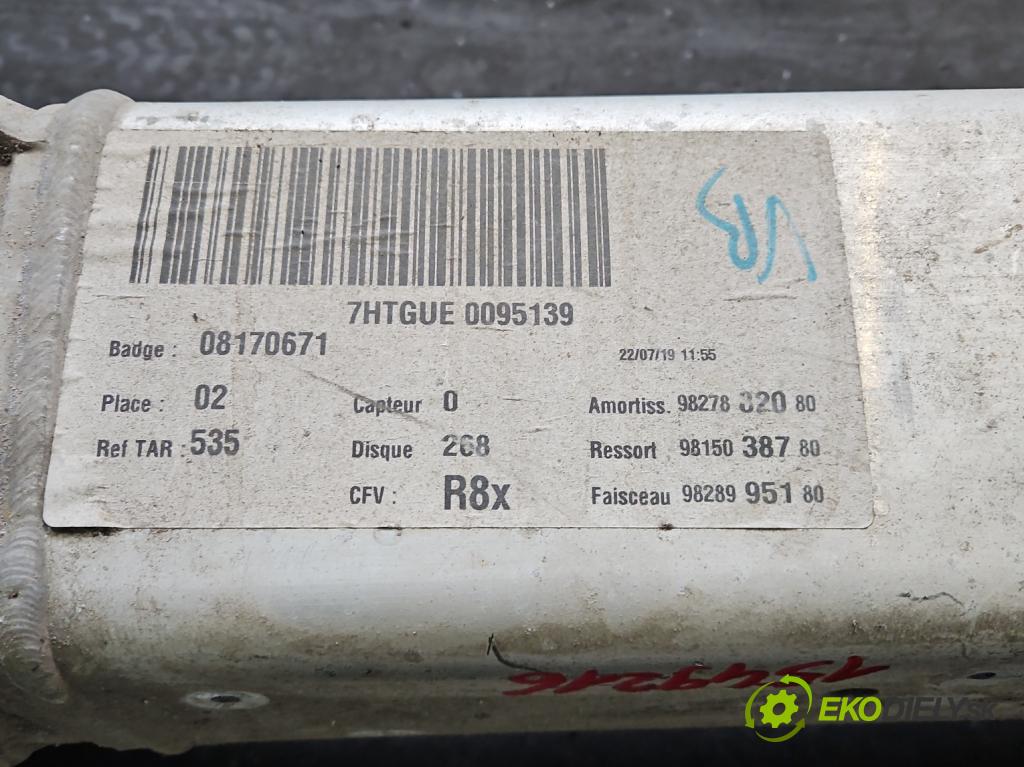 7HTGUE 0095139
Badge : 08170671
22/07/19 11:55
Place : 02 Capteur 0 Amortiss. 98278 820 80
Ref TAR : 535 Disque 268 Ressort 98150 387 80
CFV : R8x Faisceau 98289 951 80
EKODIELY.SK